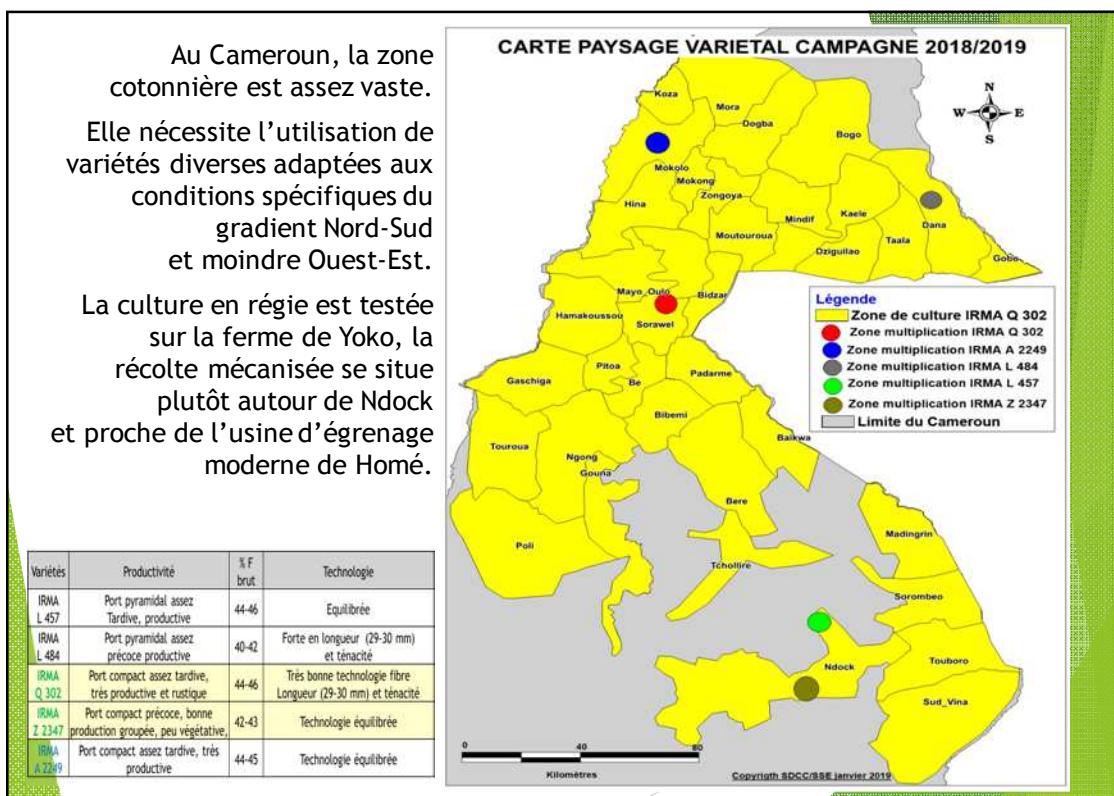 Au Cameroun, la zone
cotonnière est assez vaste.
Elle nécessite l'utilisation de
variétés diverses adaptées aux
conditions spécifiques du
gradient Nord-Sud
et moindre Ouest-Est.
La culture en régie est testée
sur la ferme de Yoko, la
récolte mécanisée se situe
plutôt autour de Ndock
et proche de l'usine d'égrenage
moderne de Homé.
Variétés Productivité % F brut Technologie
IRMA L 457 Port pyramidal assez Tardive, productive 44-46 Equilibrée
IRMA L 484 Port pyramidal assez précoce productive 40-42 Forte en longueur (29-30 mm) et ténacité
IRMA Q 302 Port compact assez tardive, très productive et rustique 44-46 Très bonne technologie fibre Longueur (29-30 mm) et ténacité
IRMA Z 2347 Port compact précoce, bonne production groupée, peu végétative, 42-43 Technologie équilibrée
IRMA A 2249 Port compact assez tardive, très productive 44-45 Technologie équilibrée
CARTE PAYSAGE VARIETAL CAMPAGNE 2018/2019
N
W E
S
Koza
Mora
Dogba
Bogo
Mokolo
Mokong
Zongoya
Hina
Mindif
Kaele
Dana
Moutouroua
Dziguilao
Taala
Gobo
Mayo_Oulo
Bidzar
Hamakoussou
Sorawel
Pitoa
Padarme
Gaschiga
Be
Bibemi
Baikwa
Touroua
Ngong
Gouna
Bere
Poli
Madingrin
Tchollire
Sorombeo
Ndock
Touboro
Sud_Vina
Légende
Zone de culture IRMA Q 302
Zone multiplication IRMA Q 302
Zone multiplication IRMA A 2249
Zone multiplication IRMA L 484
Zone multiplication IRMA L 457
Zone multiplication IRMA Z 2347
Limite du Cameroun
0 40 80
Kilomètres
Copyrigth SDCC/SSE janvier 2019